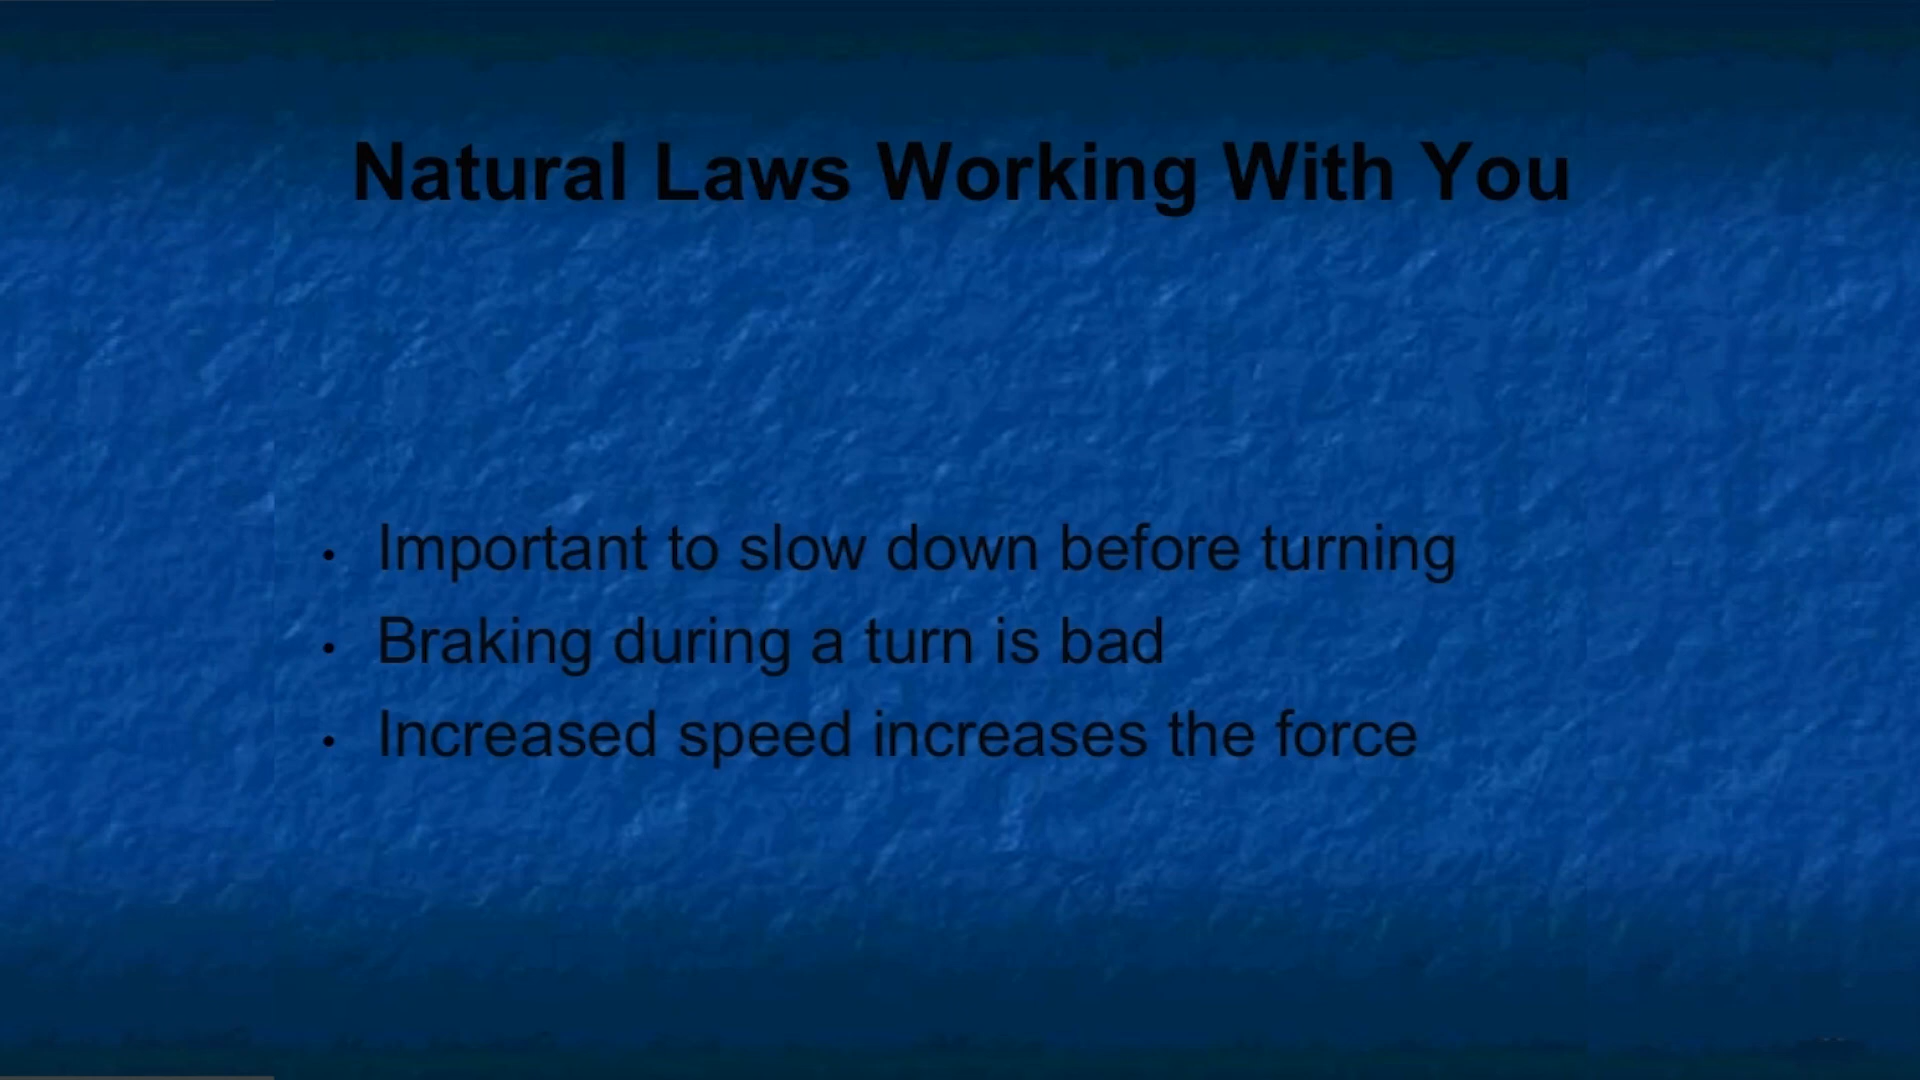 Natural Laws Working With You
• Important to slow down before turning
• Braking during a turn is bad
• Increased speed increases the force